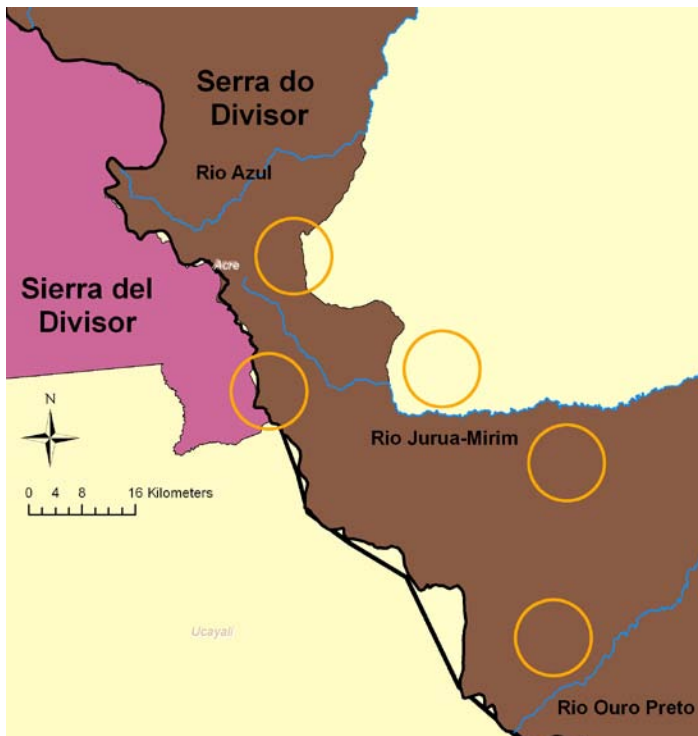 Serra do
Divisor
Rio Azul
Acre
Sierra del
Divisor
N
0 4 8 16 Kilometers
Rio Jurua-Mirim
Ucayali
Rio Ouro Preto